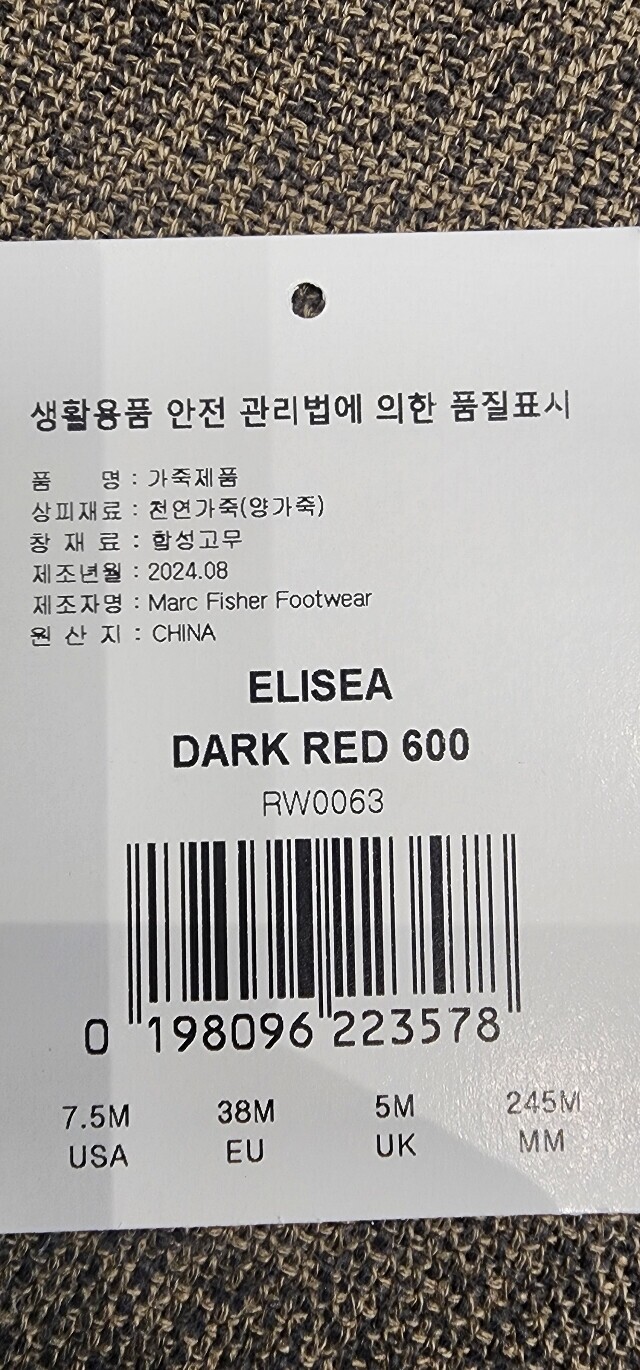 생활용품 안전 관리법에 의한 품질표시
품 명 : 가죽제품
상피재료 : 천연가죽(양가죽)
창 재 료 : 합성고무
제조년월 : 2024.08
제조자명 : Marc Fisher Footwear
원 산 지 : CHINA
ELISEA
DARK RED 600
RW0063
0 198096 223578
7.5M 38M 5M 245M
USA EU UK MM